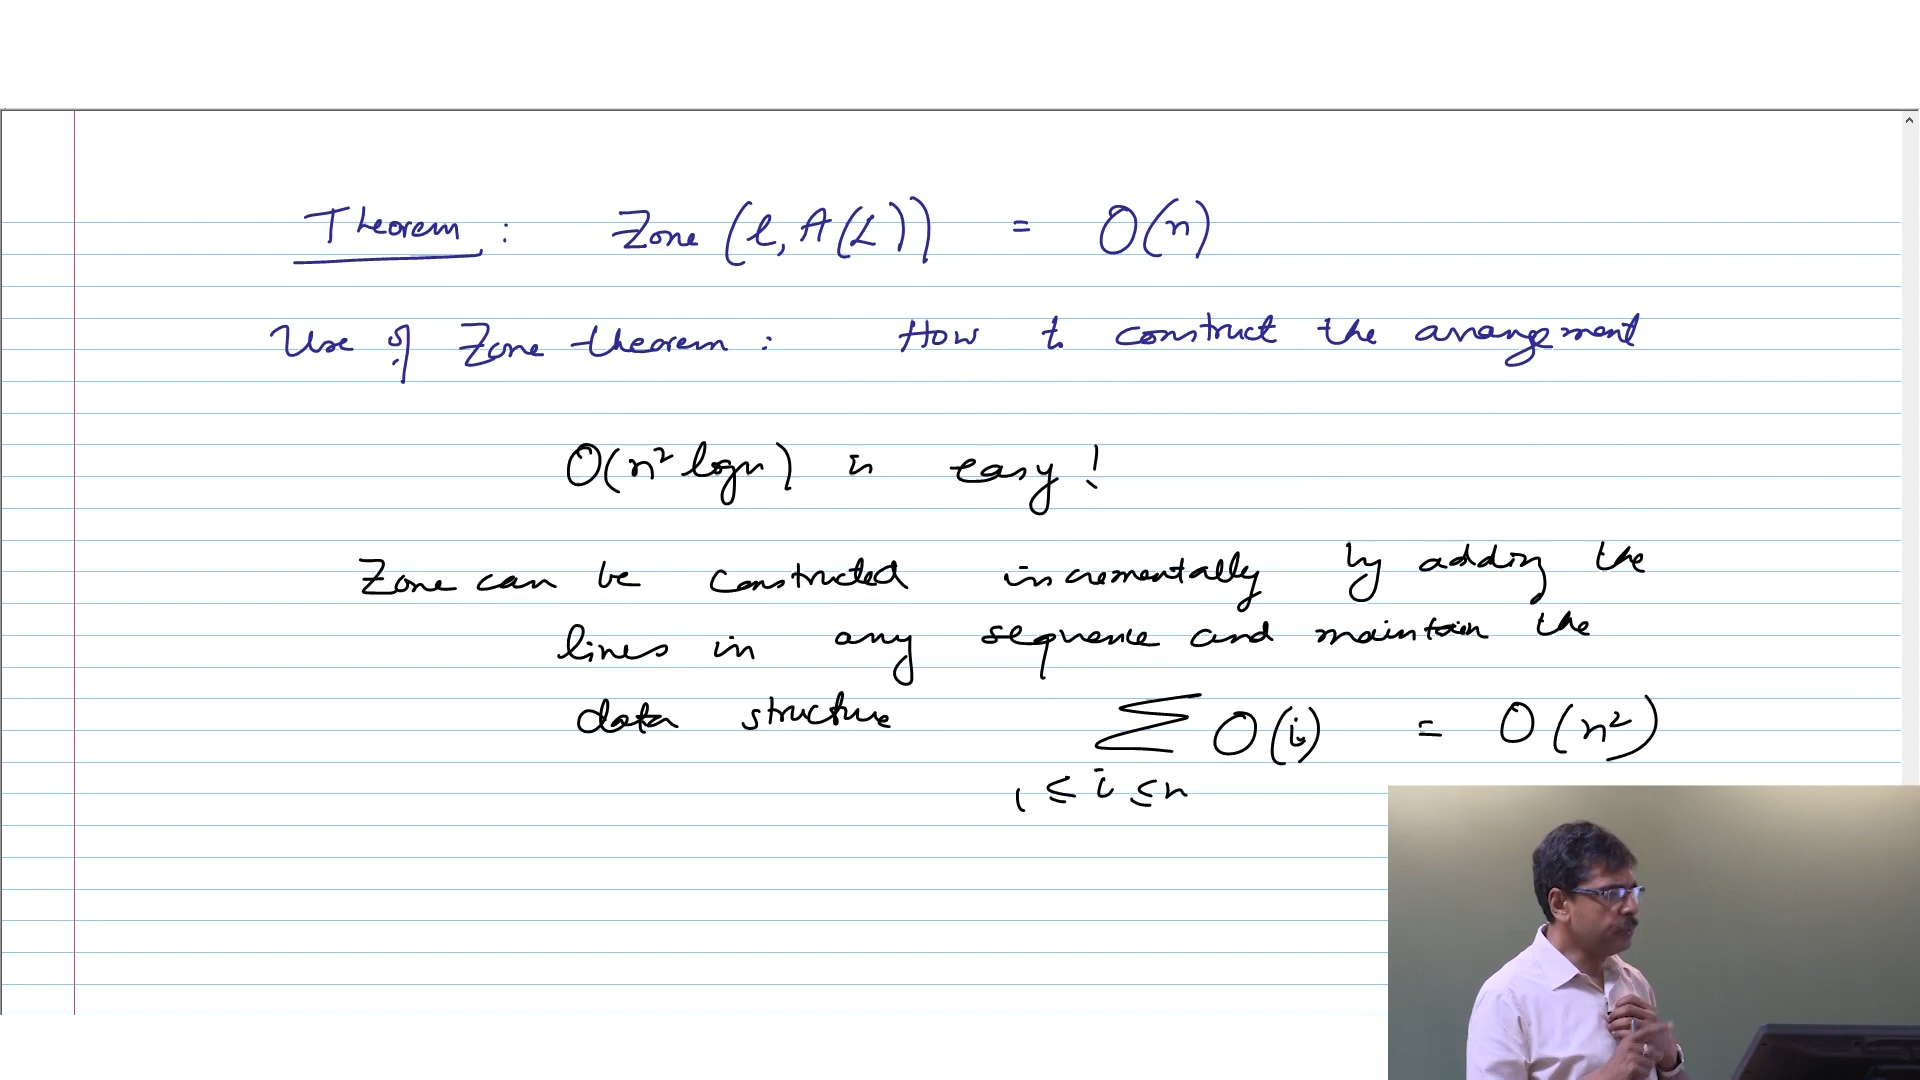 Theorem : Zone (l, A(L)) = O(n)
Use of Zone theorem : How to construct the arrangement
O(n² log n) is easy !
Zone can be constructed incrementally by adding the
lines in any sequence and maintain the
data structure ∑ O(i) = O(n²)
1 ≤ i ≤ n